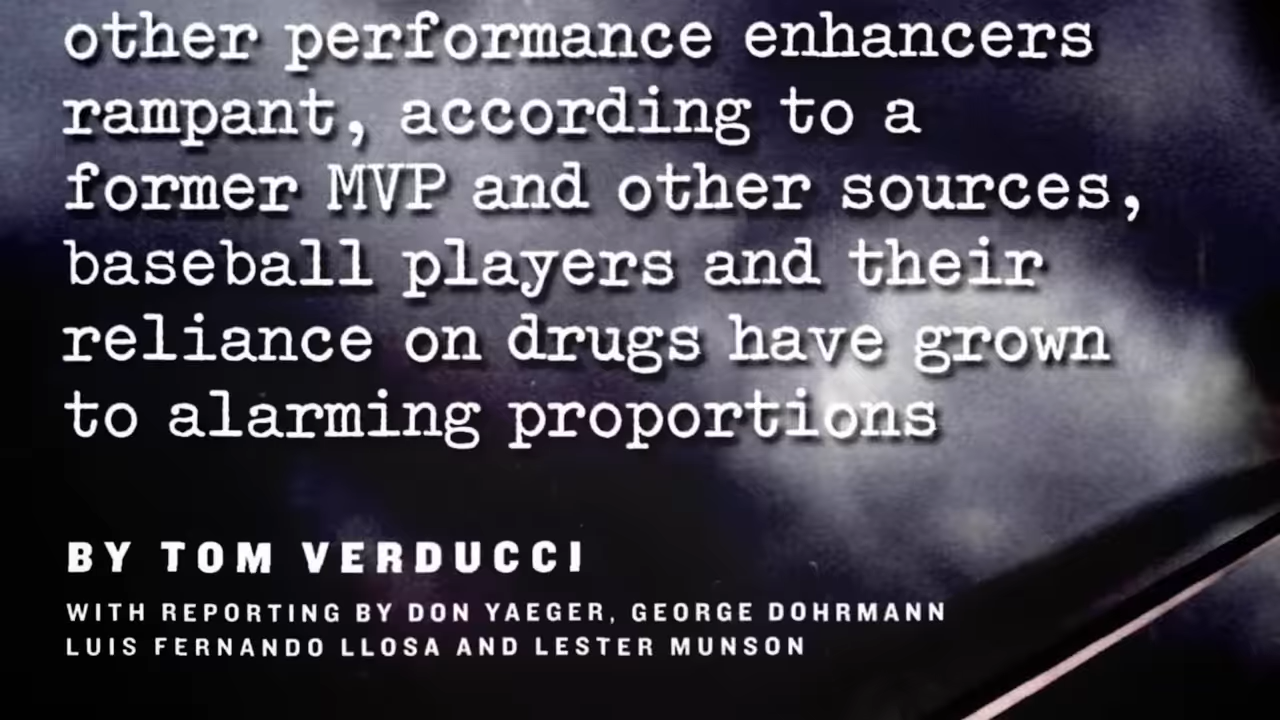 other performance enhancers
rampant, according to a
former MVP and other sources,
baseball players and their
reliance on drugs have grown
to alarming proportions
BY TOM VERDUCCI
WITH REPORTING BY DON YAEGER, GEORGE DOHRMANN
LUIS FERNANDO LLOSA AND LESTER MUNSON